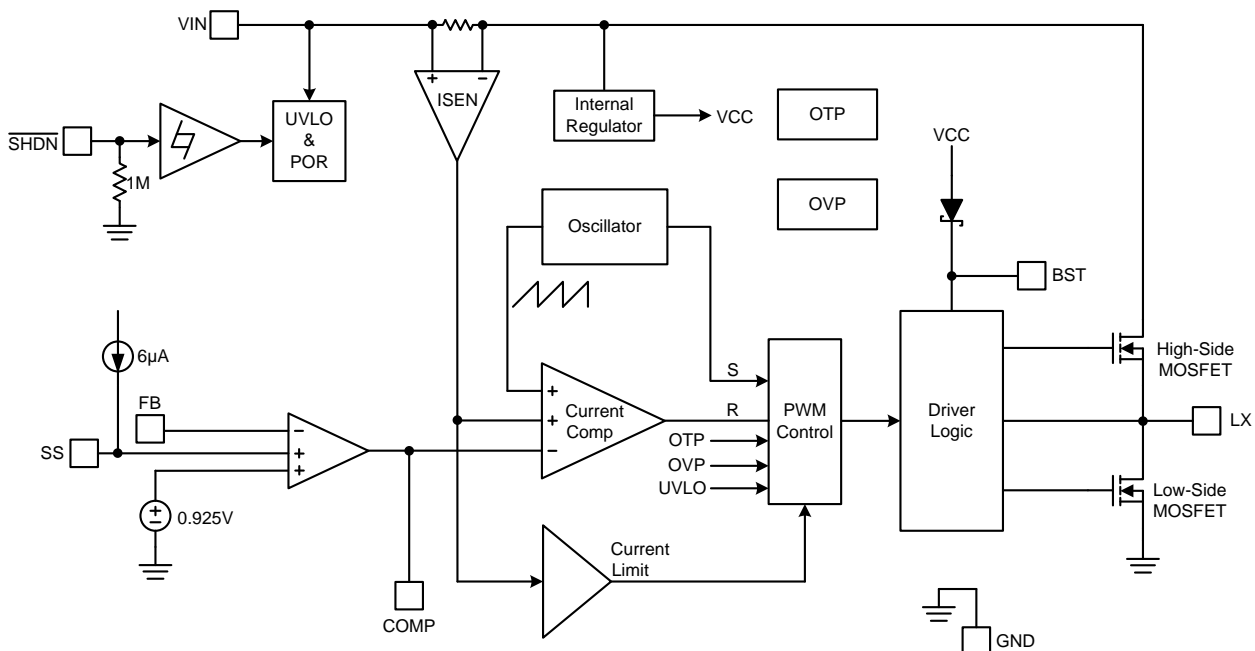 VIN
+ −
ISEN
Internal
Regulator
VCC
OTP
SHDN
UVLO
&
POR
1M
VCC
OVP
Oscillator
BST
6µA
High-Side
MOSFET
FB
S
+
SS
−
+
+
+
Current
Comp
−
R
PWM
Control
Driver
Logic
LX
OTP
OVP
UVLO
0.925V
+
−
Low-Side
MOSFET
Current
Limit
COMP
GND